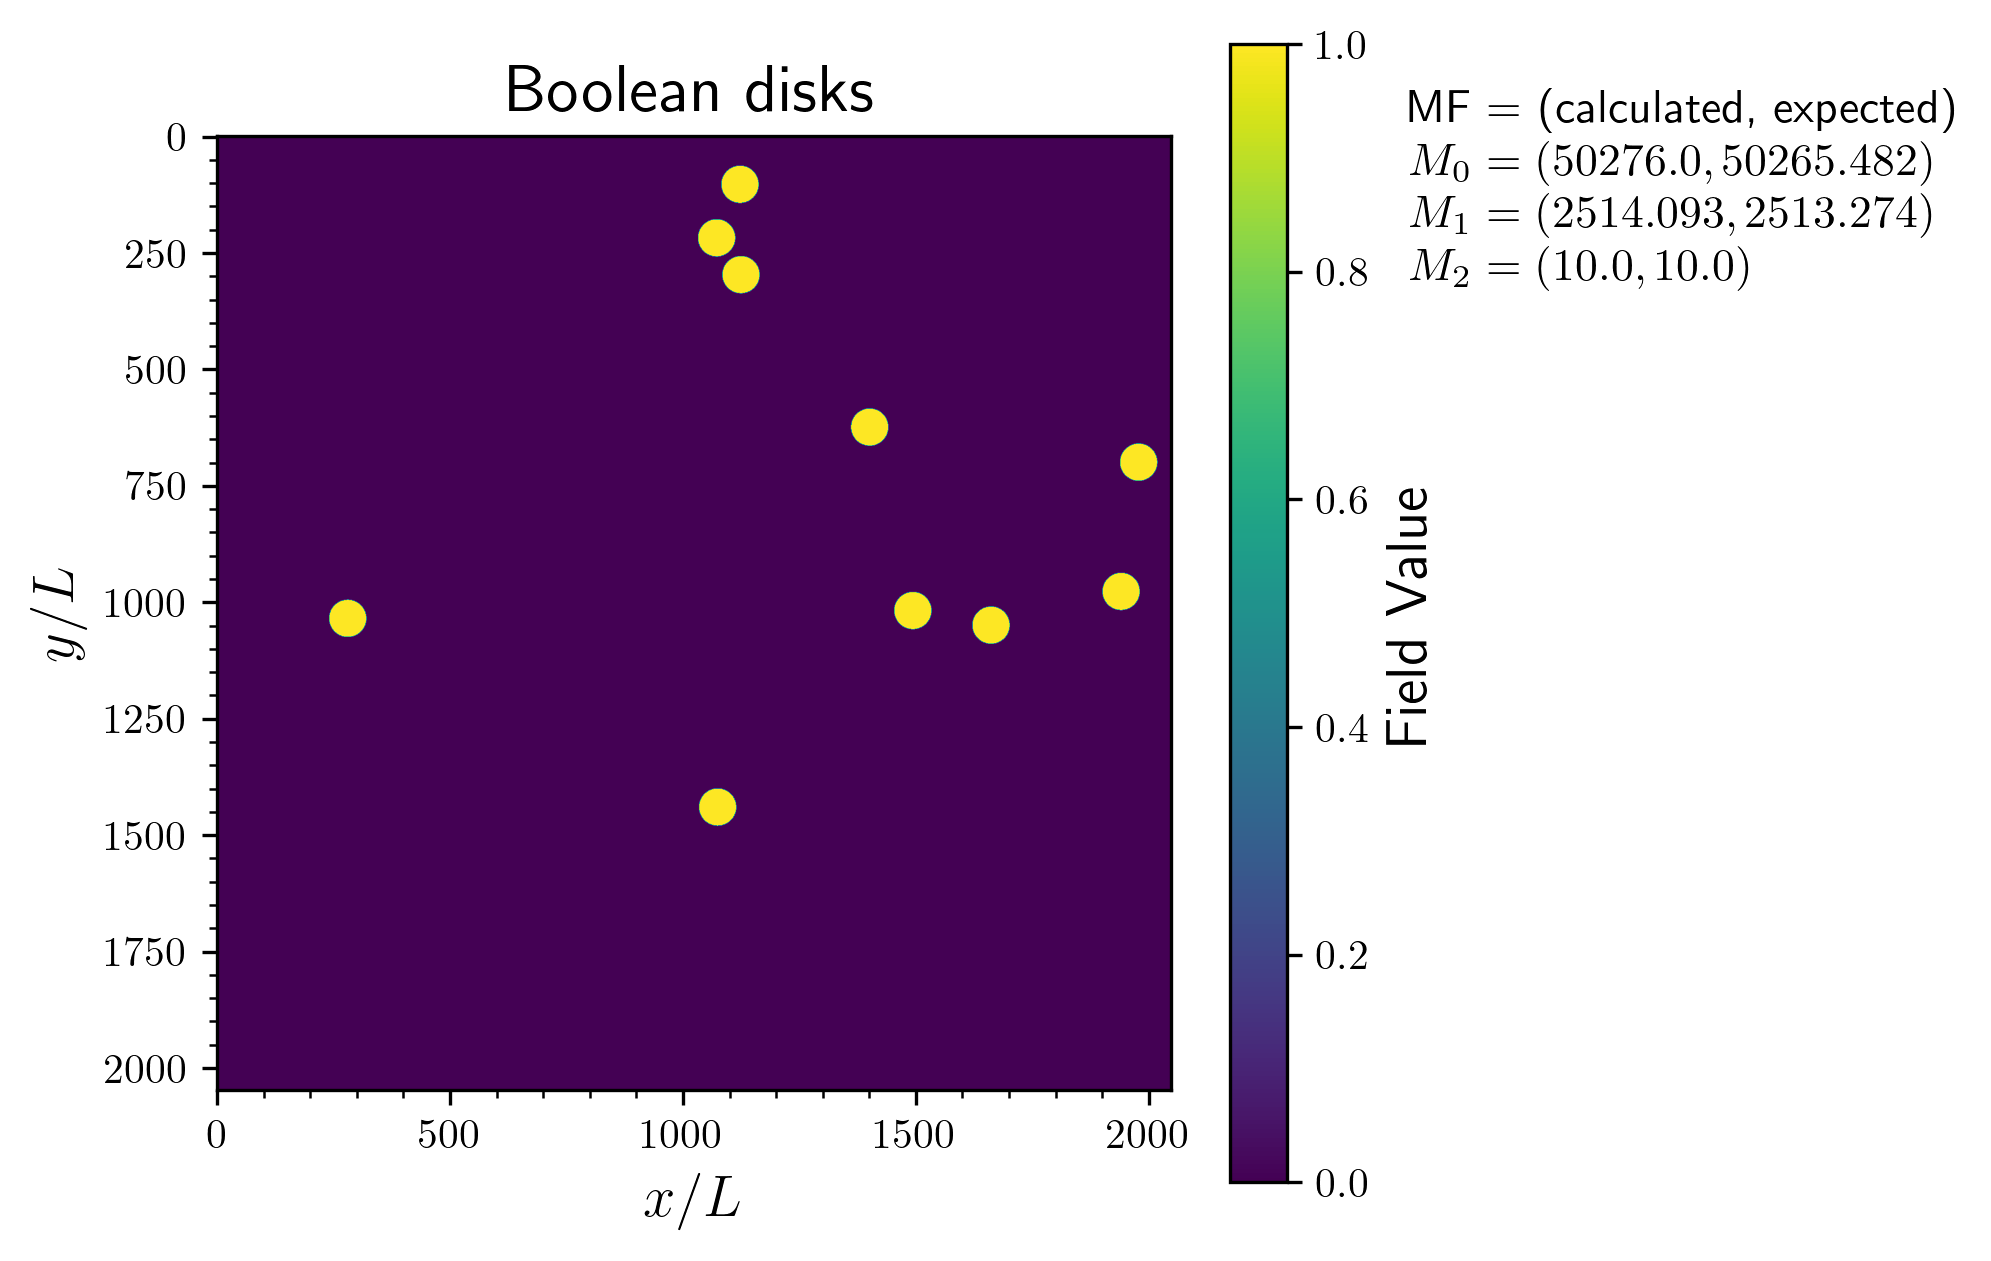 Boolean disks
MF = (calculated, expected)
M₀ = (50276.0, 50265.482)
M₁ = (2514.093, 2513.274)
M₂ = (10.0, 10.0)
y/L
0
250
500
750
1000
1250
1500
1750
2000
0
500
1000
1500
2000
x/L
1.0
0.8
0.6
0.4
0.2
0.0
Field Value